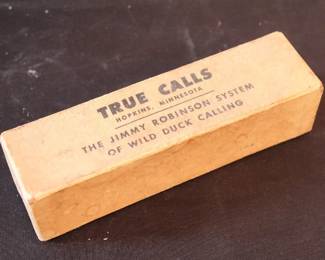 TRUE CALLS
HOPKINS, MINNESOTA
THE JIMMY ROBINSON SYSTEM
OF WILD DUCK CALLING